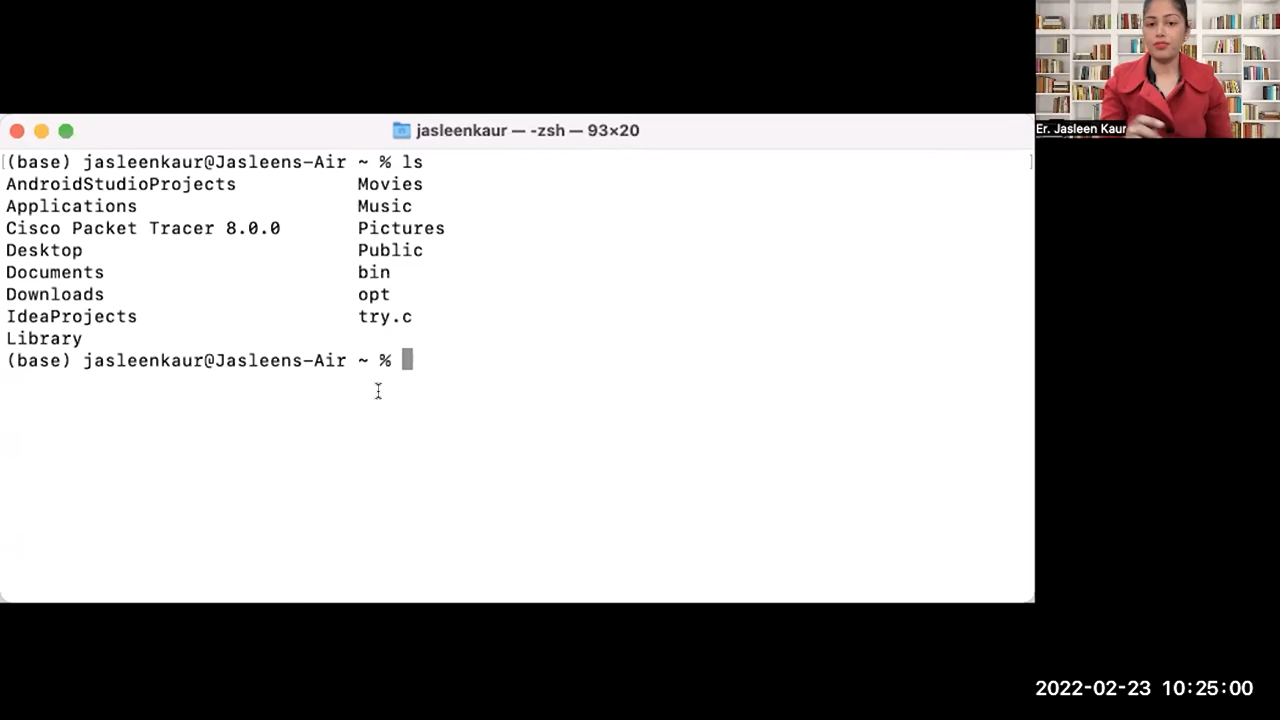 jasleenkaur — -zsh — 93×20
[(base) jasleenkaur@Jasleens-Air ~ % ls ]
AndroidStudioProjects Movies
Applications Music
Cisco Packet Tracer 8.0.0 Pictures
Desktop Public
Documents bin
Downloads opt
IdeaProjects try.c
Library
(base) jasleenkaur@Jasleens-Air ~ %
Er. Jasleen Kaur
2022-02-23 10:25:00